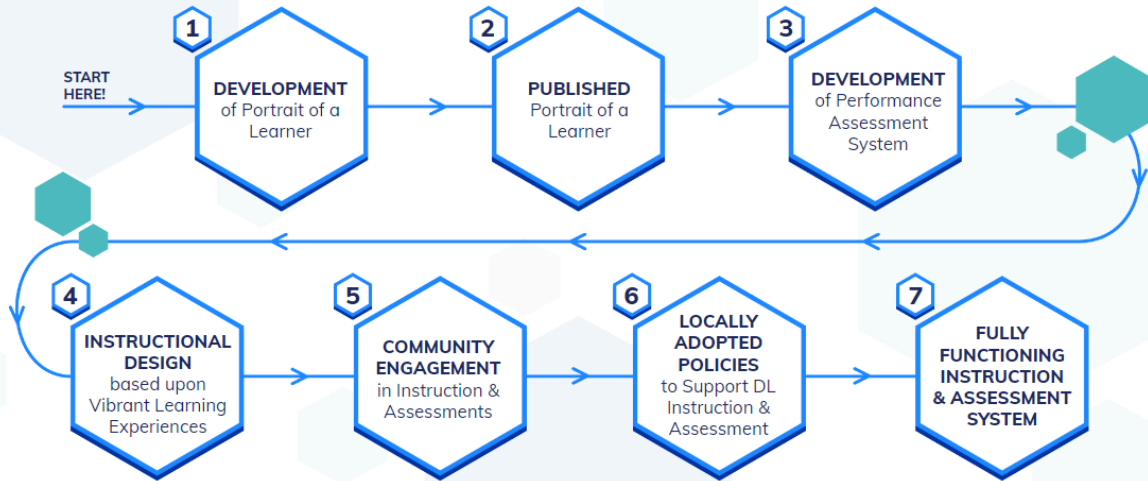 START
HERE!
1
DEVELOPMENT
of Portrait of a
Learner
2
PUBLISHED
Portrait of a
Learner
3
DEVELOPMENT
of Performance
Assessment
System
4
INSTRUCTIONAL
DESIGN
based upon
Vibrant Learning
Experiences
5
COMMUNITY
ENGAGEMENT
in Instruction &
Assessments
6
LOCALLY
ADOPTED
POLICIES
to Support DL
Instruction &
Assessment
7
FULLY
FUNCTIONING
INSTRUCTION
& ASSESSMENT
SYSTEM